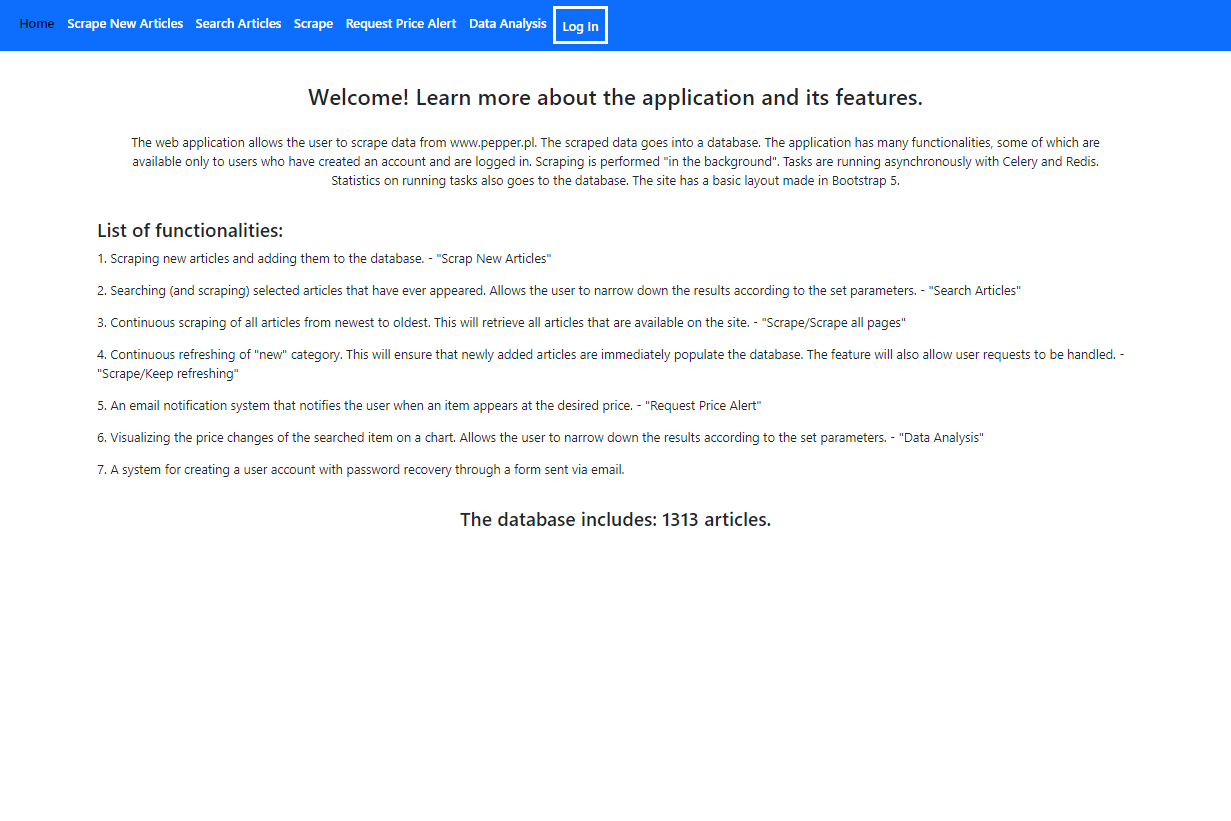 Home Scrape New Articles Search Articles Scrape Request Price Alert Data Analysis Log In
Welcome! Learn more about the application and its features.
The web application allows the user to scrape data from www.pepper.pl. The scraped data goes into a database. The application has many functionalities, some of which are
available only to users who have created an account and are logged in. Scraping is performed "in the background". Tasks are running asynchronously with Celery and Redis.
Statistics on running tasks also goes to the database. The site has a basic layout made in Bootstrap 5.
List of functionalities:
1. Scraping new articles and adding them to the database. - "Scrap New Articles"
2. Searching (and scraping) selected articles that have ever appeared. Allows the user to narrow down the results according to the set parameters. - "Search Articles"
3. Continuous scraping of all articles from newest to oldest. This will retrieve all articles that are available on the site. - "Scrape/Scrape all pages"
4. Continuous refreshing of "new" category. This will ensure that newly added articles are immediately populate the database. The feature will also allow user requests to be handled. -
"Scrape/Keep refreshing"
5. An email notification system that notifies the user when an item appears at the desired price. - "Request Price Alert"
6. Visualizing the price changes of the searched item on a chart. Allows the user to narrow down the results according to the set parameters. - "Data Analysis"
7. A system for creating a user account with password recovery through a form sent via email.
The database includes: 1313 articles.